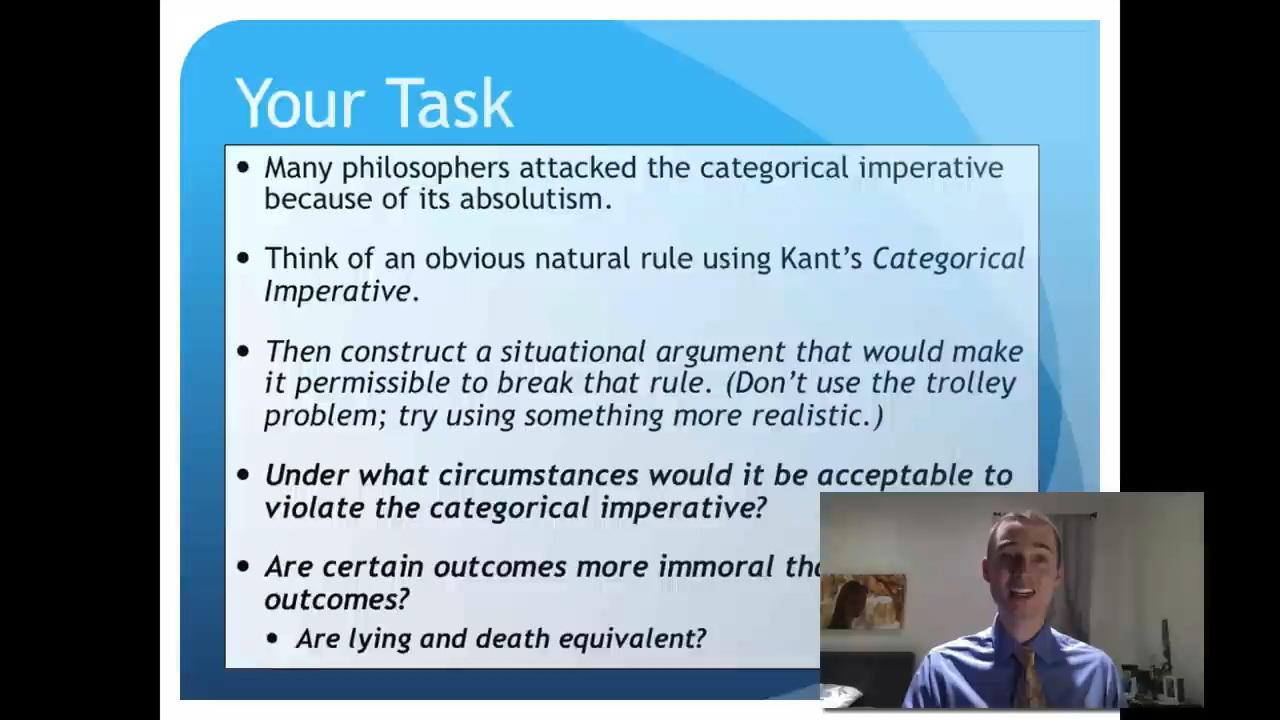 Your Task
• Many philosophers attacked the categorical imperative
because of its absolutism.
• Think of an obvious natural rule using Kant's Categorical
Imperative.
• Then construct a situational argument that would make
it permissible to break that rule. (Don't use the trolley
problem; try using something more realistic.)
• Under what circumstances would it be acceptable to
violate the categorical imperative?
• Are certain outcomes more immoral
outcomes?
• Are lying and death equivalent?